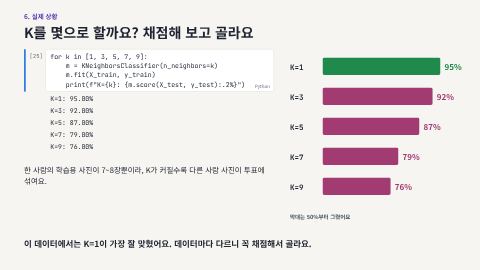 6. 실제 상황
K를 몇으로 할까요? 채점해 보고 골라요
[25]
for k in [1, 3, 5, 7, 9]:
m = KNeighborsClassifier(n_neighbors=k)
m.fit(X_train, y_train)
print(f"K={k}: {m.score(X_test, y_test):.2%}")
Python
K=1: 95.00%
K=3: 92.00%
K=5: 87.00%
K=7: 79.00%
K=9: 76.00%
한 사람의 학습용 사진이 7~8장뿐이라, K가 커질수록 다른 사람 사진이 투표에
섞여요.
K=1 95%
K=3 92%
K=5 87%
K=7 79%
K=9 76%
막대는 50%부터 그렸어요
이 데이터에서는 K=1이 가장 잘 맞혔어요. 데이터마다 다르니 꼭 채점해서 골라요.